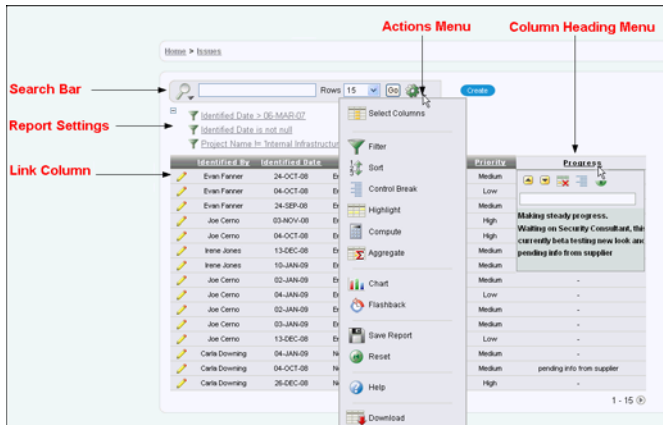 Actions Menu
Column Heading Menu
Home > Issues
Search Bar
Rows 15 Go Create
Report Settings
Identified Date > 06-MAR-07
Identified Date is not null
Project Name != 'Internal Infrastruc
Link Column
Select Columns
Filter
Sort
Control Break
Highlight
Compute
Aggregate
Chart
Flashback
Save Report
Reset
Help
Download
Identified By Identified Date Priority Progress
Evan Fanner 24-OCT-08 Medium
Evan Fanner 04-OCT-08 Low
Evan Fanner 24-SEP-08 Medium
Joe Cerno 03-NOV-08 High
Joe Cerno 04-OCT-08 High
Irene Jones 13-DEC-08 Medium
Irene Jones 10-JAN-09 Medium
Making steady progress.
Waiting on Security Consultant, this
currently beta testing new look and
pending info from supplier
Joe Cerno 02-JAN-09 Medium -
Joe Cerno 04-JAN-09 Low -
Joe Cerno 02-JAN-09 Medium -
Joe Cerno 03-JAN-09 Medium -
Joe Cerno 13-DEC-08 Low -
Carla Downing 04-JAN-09 Medium -
Carla Downing 04-OCT-08 Medium pending info from supplier
Carla Downing 26-DEC-08 High -
1 - 15